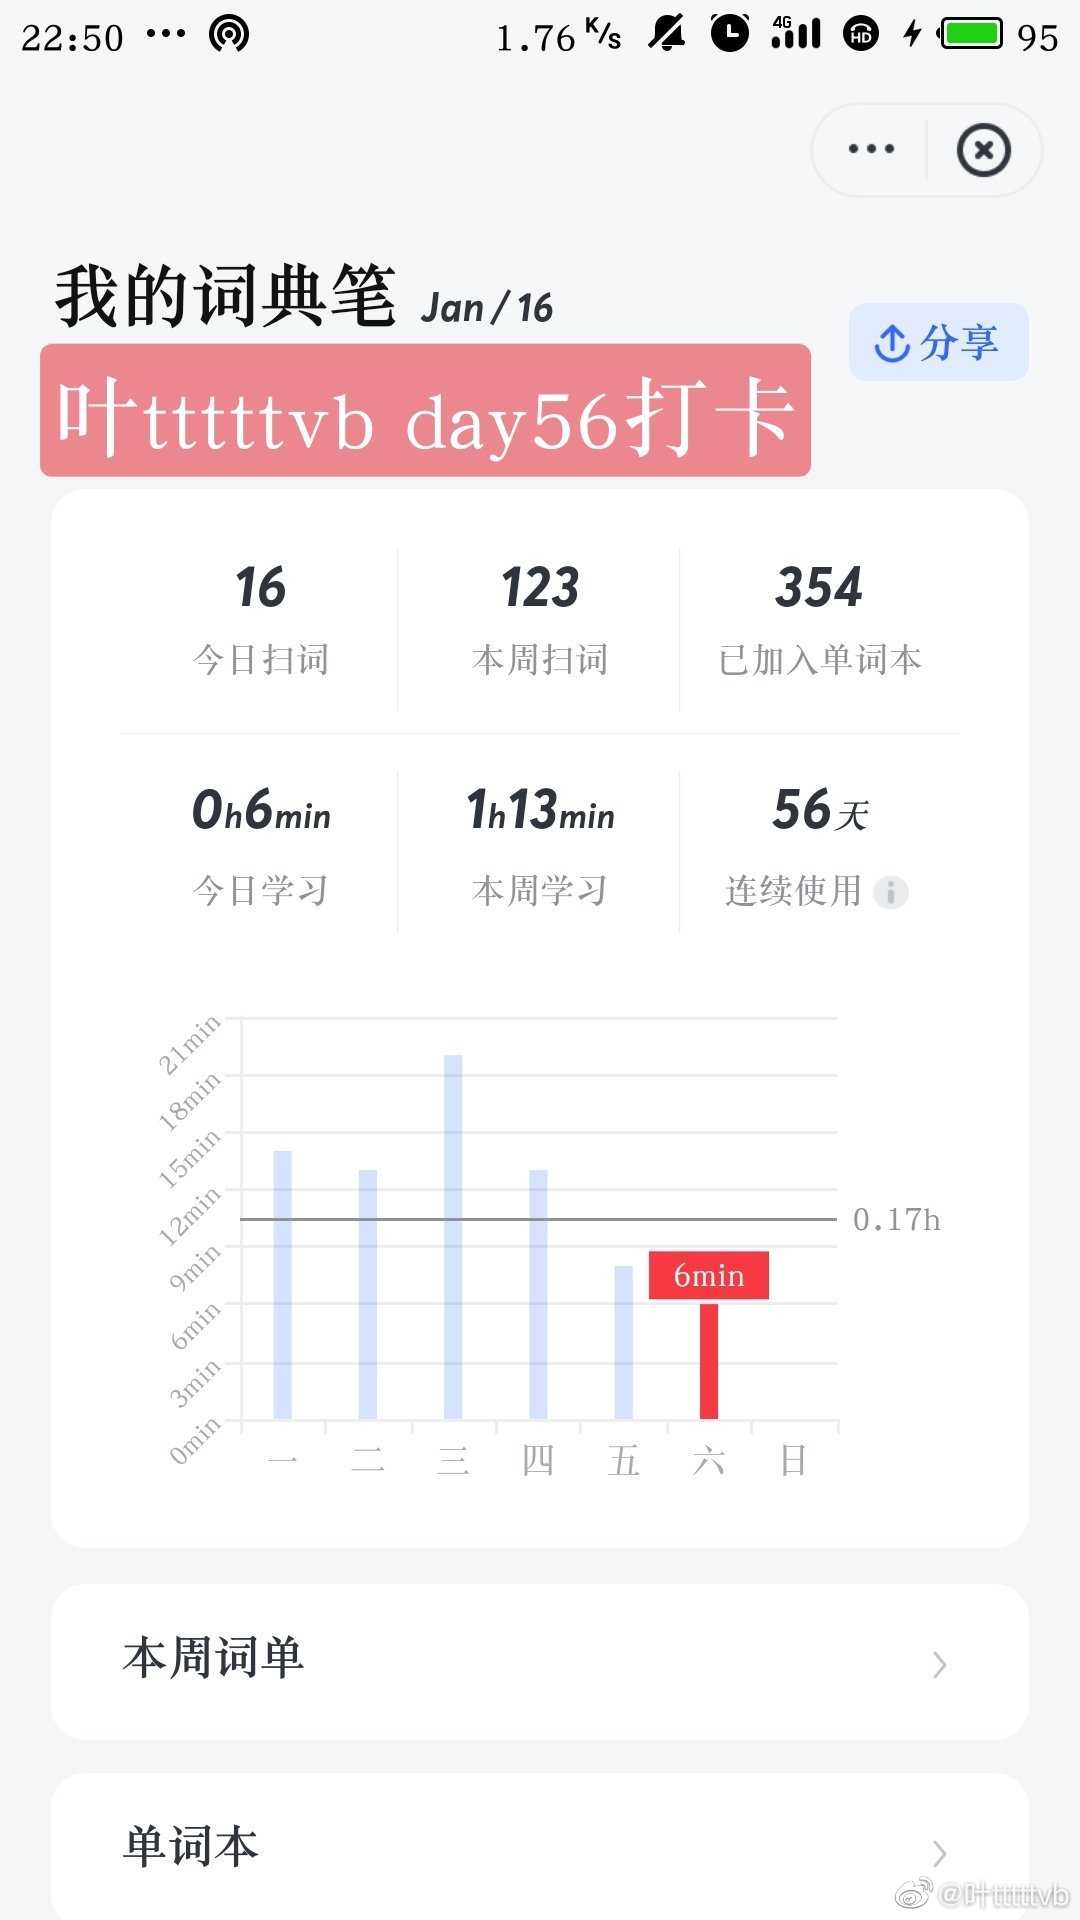 22:50 ··· 1.76 K/s 4G HD 95
···
我的词典笔 Jan / 16
分享
叶tttttvb day56打卡
16 123 354
今日扫词 本周扫词 已加入单词本
0h6min 1h13min 56天
今日学习 本周学习 连续使用
21min
18min
15min
12min
0.17h
9min
6min
6min
3min
0min
一 二 三 四 五 六 日
本周词单
单词本
@叶tttttvb